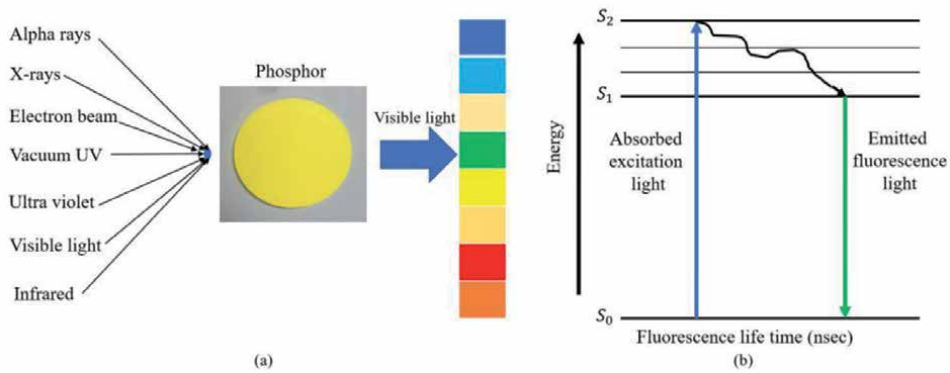 Alpha rays
X-rays
Electron beam
Vacuum UV
Ultra violet
Visible light
Infrared
Phosphor
Visible light
(a)
Energy
S₂
S₁
S₀
Absorbed
excitation
light
Emitted
fluorescence
light
Fluorescence life time (nsec)
(b)